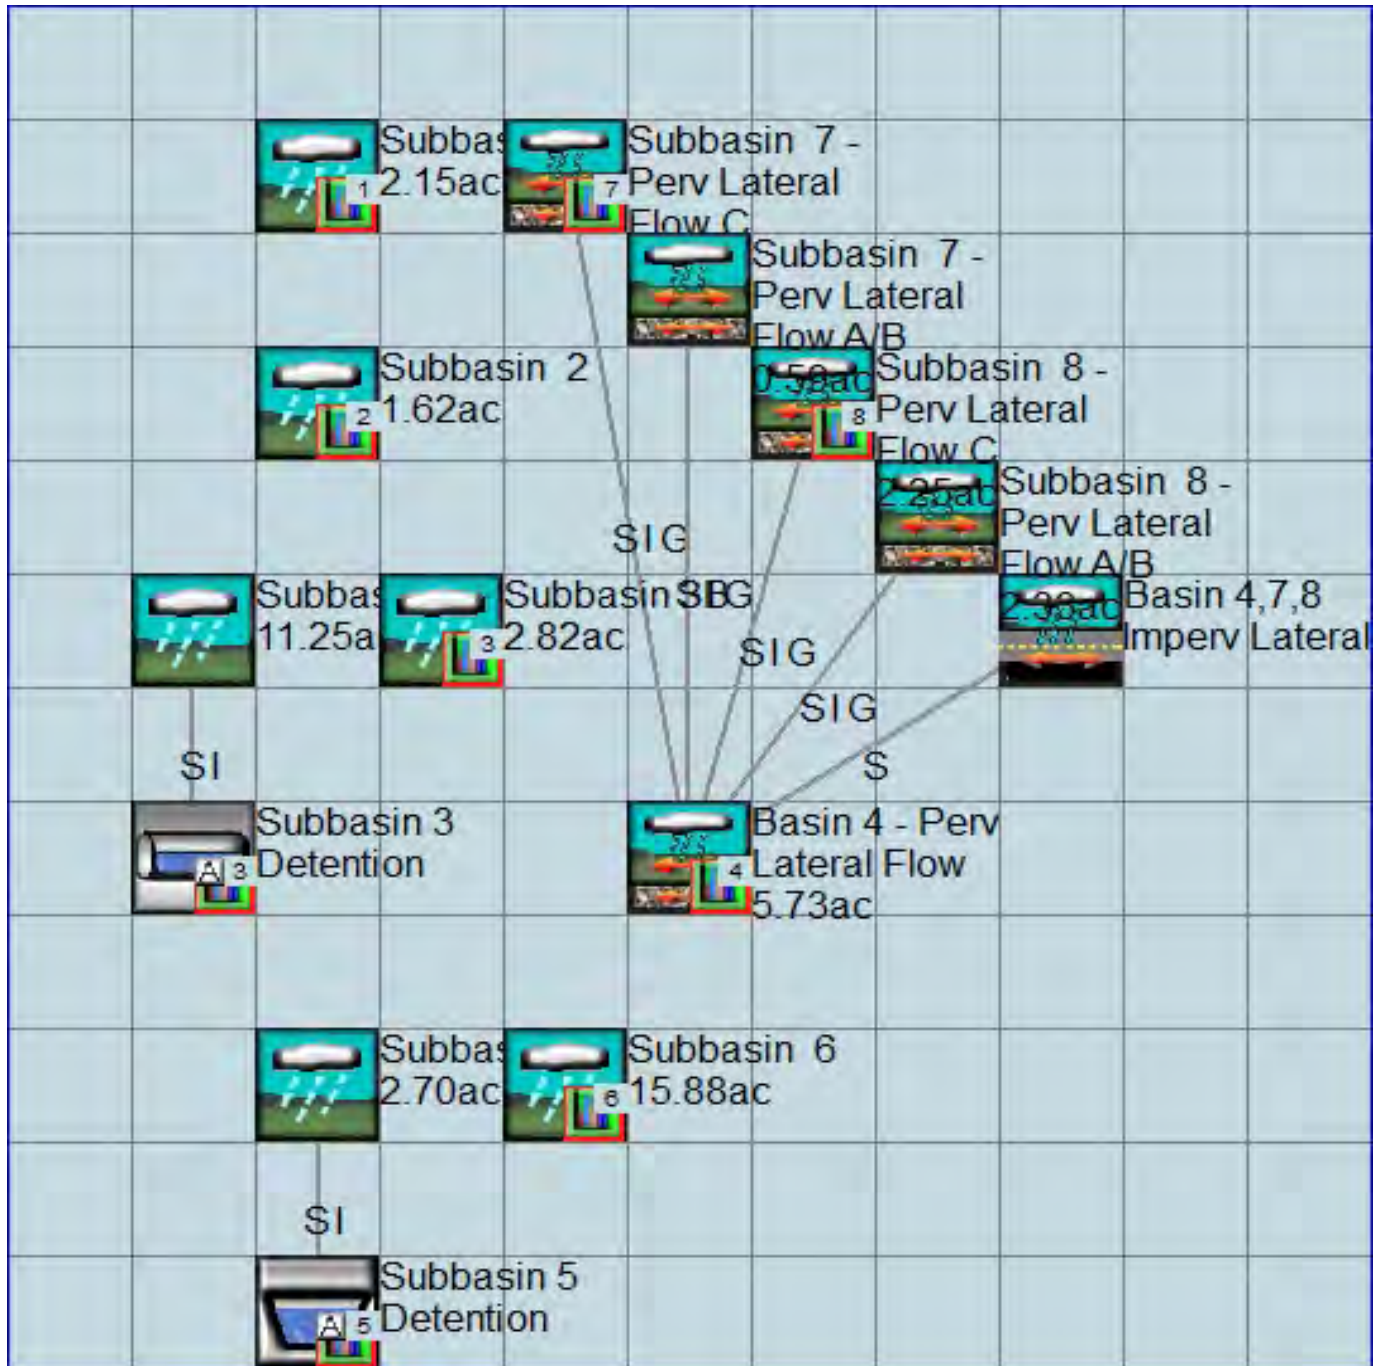 Subbas
2.15ac
1
Subbasin 7 -
Perv Lateral
Flow C
7
Subbasin 7 -
Perv Lateral
Flow A/B
Subbasin 2
1.62ac
2
Subbasin 8 -
Perv Lateral
Flow C
8
Subbasin 8 -
Perv Lateral
Flow A/B
SIG
Subbas
11.25a
Subbasin 3B
2.82ac
3
SIG
Basin 4,7,8
Imperv Lateral
SIG
SIG
S
SI
Subbasin 3
Detention
A 3
Basin 4 - Perv
Lateral Flow
5.73ac
4
Subbas
2.70ac
Subbasin 6
15.88ac
6
SI
Subbasin 5
Detention
A 5